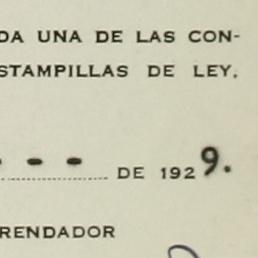 DA UNA DE LAS CON-
STAMPILLAS DE LEY.
- - - DE 1929.
RENDADOR